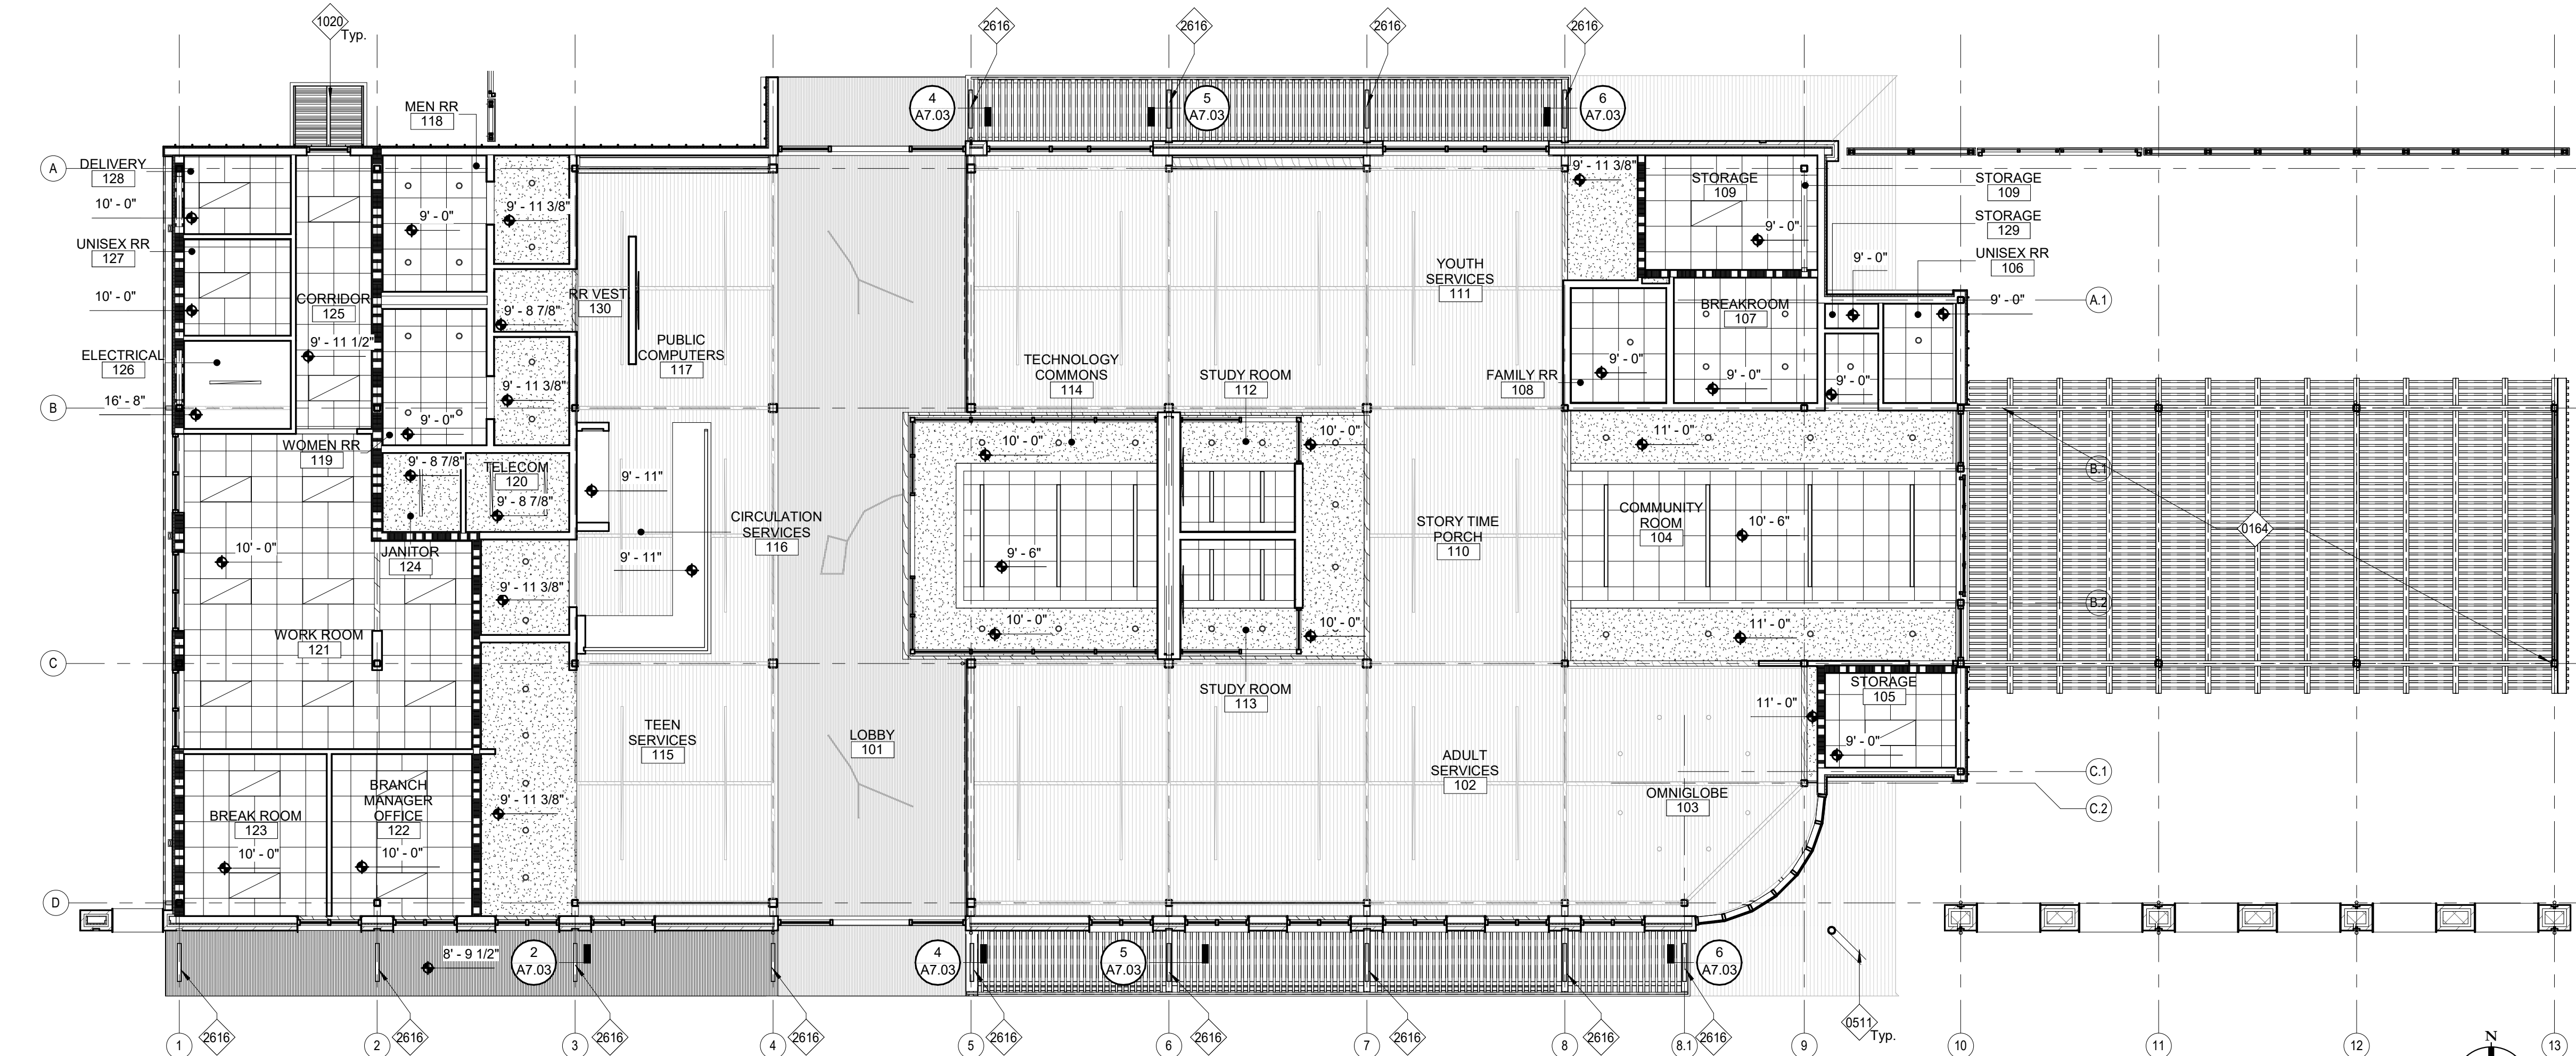 1020
Typ.
2616
2616
2616
2616
4
A7.03
5
A7.03
6
A7.03
MEN RR
118
A
DELIVERY
128
10' - 0"
UNISEX RR
127
10' - 0"
ELECTRICAL
126
16' - 8"
B
CORRIDOR
125
9' - 11 1/2"
9' - 0"
9' - 11 3/8"
9' - 8 7/8"
RR VEST
130
9' - 11 3/8"
9' - 0"
WOMEN RR
119
9' - 8 7/8"
TELECOM
120
9' - 8 7/8"
JANITOR
124
10' - 0"
9' - 11 3/8"
WORK ROOM
121
C
BREAK ROOM
123
10' - 0"
BRANCH
MANAGER
OFFICE
122
10' - 0"
9' - 11 3/8"
D
PUBLIC
COMPUTERS
117
9' - 11"
9' - 11"
CIRCULATION
SERVICES
116
TEEN
SERVICES
115
LOBBY
101
TECHNOLOGY
COMMONS
114
10' - 0"
9' - 6"
10' - 0"
STUDY ROOM
112
10' - 0"
10' - 0"
STUDY ROOM
113
YOUTH
SERVICES
111
STORY TIME
PORCH
110
ADULT
SERVICES
102
OMNIGLOBE
103
9' - 11 3/8"
STORAGE
109
9' - 0"
STORAGE
109
STORAGE
129
9' - 0"
UNISEX RR
106
9' - 0"
A.1
BREAKROOM
107
9' - 0"
9' - 0"
9' - 0"
FAMILY RR
108
11' - 0"
COMMUNITY
ROOM
104
10' - 6"
11' - 0"
B.1
0164
B.2
STORAGE
105
11' - 0"
9' - 0"
C.1
C.2
8' - 9 1/2"
2
A7.03
4
A7.03
5
A7.03
6
A7.03
0511
Typ.
2616
2616
2616
2616
2616
2616
2616
2616
2616
1
2
3
4
5
6
7
8
8.1
9
10
11
12
13
N